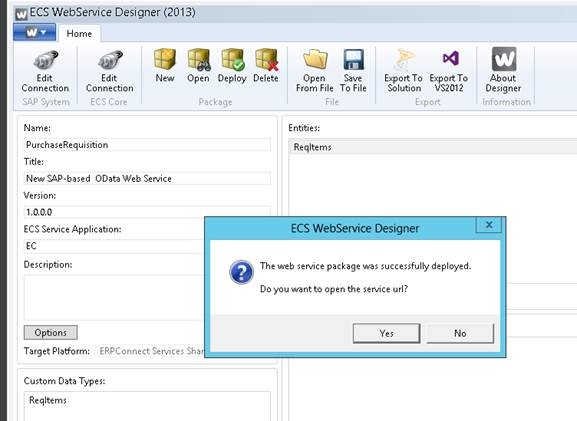 ECS WebService Designer (2013)
Home
Edit Connection
Edit Connection
New
Open
Deploy
Delete
Open From File
Save To File
Export To Solution
Export To VS2012
About Designer
SAP System
ECS Core
Package
File
Export
Information
Name:
PurchaseRequisition
Title:
New SAP-based OData Web Service
Version:
1.0.0.0
ECS Service Application:
EC
Description:
Options
Target Platform: ERPConnect Services Shar
Custom Data Types:
ReqItems
Entities:
ReqItems
ECS WebService Designer
x
The web service package was successfully deployed.
Do you want to open the service url?
Yes
No